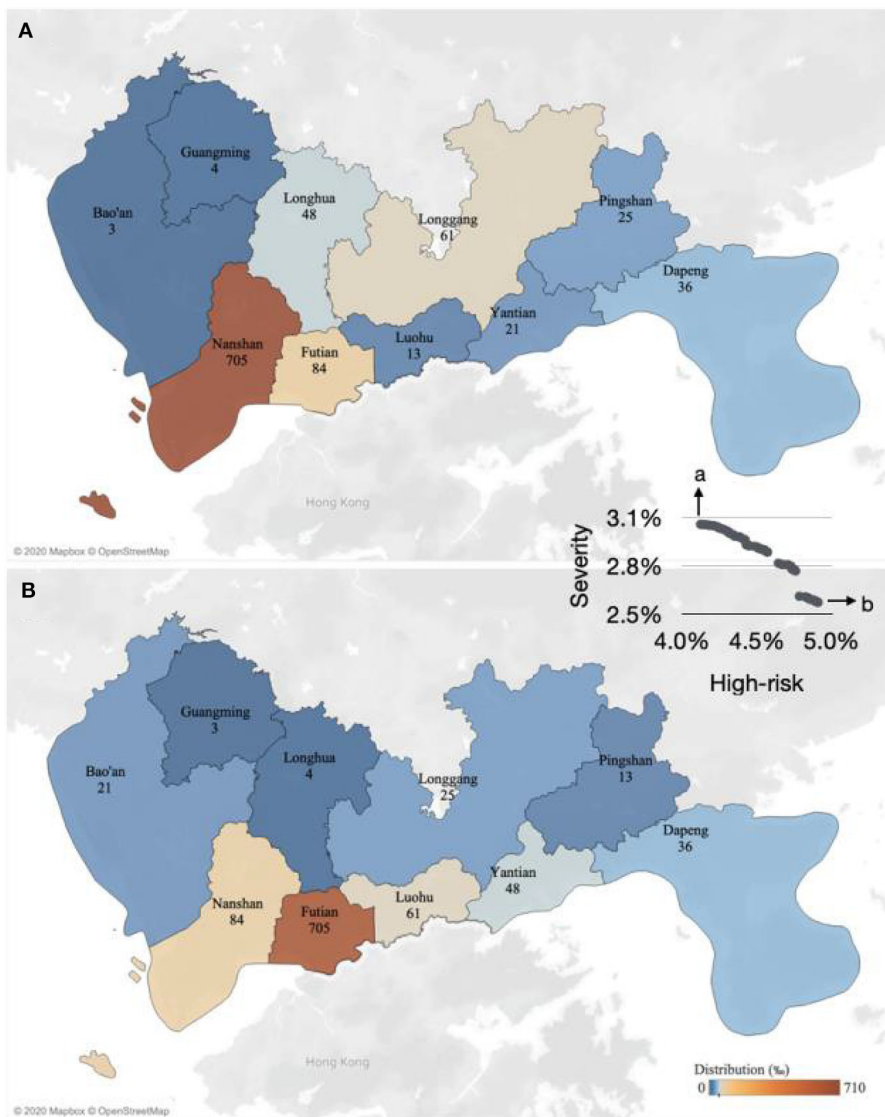 A
Guangming
4
Bao'an
3
Longhua
48
Longgang
61
Pingshan
25
Dapeng
36
Yantian
21
Luohu
13
Nanshan
705
Futian
84
Hong Kong
© 2020 Mapbox © OpenStreetMap
a
3.1%
2.8%
2.5%
Severity
b
4.0% 4.5% 5.0%
High-risk
B
Guangming
3
Bao'an
21
Longhua
4
Longgang
25
Pingshan
13
Dapeng
36
Yantian
48
Luohu
61
Nanshan
84
Futian
705
Hong Kong
Distribution (‰)
0 710
© 2020 Mapbox © OpenStreetMap